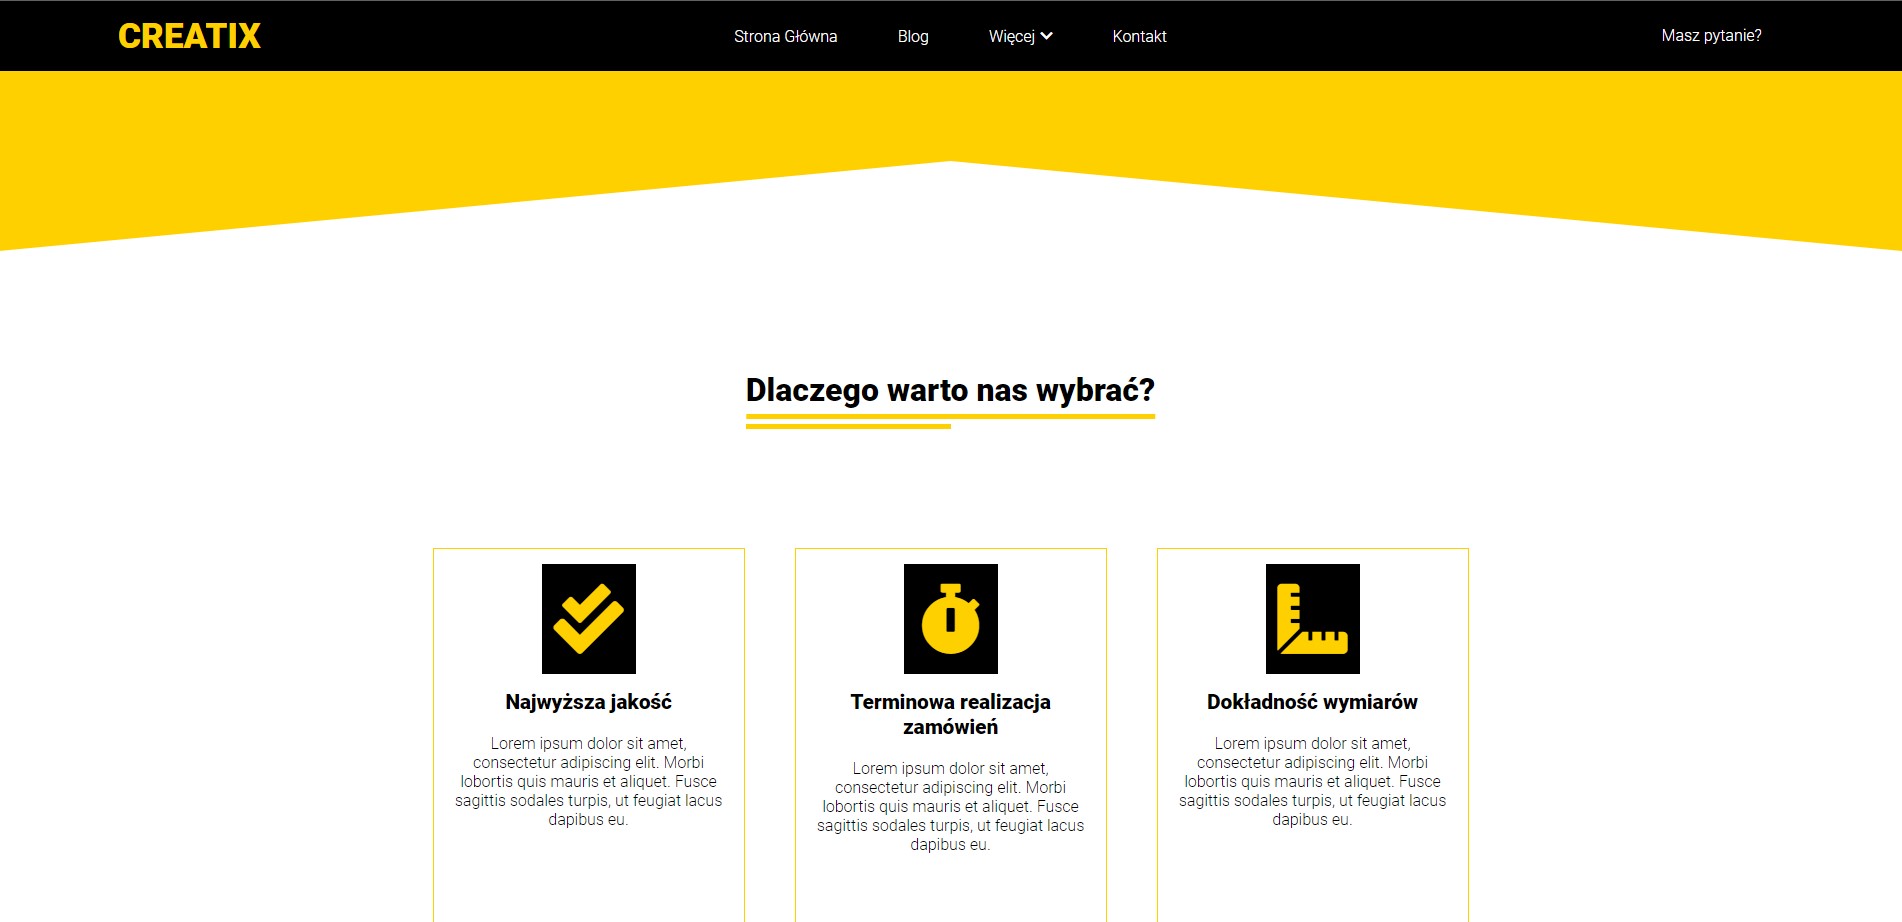 CREATIX
Strona Główna
Blog
Więcej
Kontakt
Masz pytanie?
Dlaczego warto nas wybrać?
Najwyższa jakość
Lorem ipsum dolor sit amet,
consectetur adipiscing elit. Morbi
lobortis quis mauris et aliquet. Fusce
sagittis sodales turpis, ut feugiat lacus
dapibus eu.
Terminowa realizacja
zamówień
Lorem ipsum dolor sit amet,
consectetur adipiscing elit. Morbi
lobortis quis mauris et aliquet. Fusce
sagittis sodales turpis, ut feugiat lacus
dapibus eu.
Dokładność wymiarów
Lorem ipsum dolor sit amet,
consectetur adipiscing elit. Morbi
lobortis quis mauris et aliquet. Fusce
sagittis sodales turpis, ut feugiat lacus
dapibus eu.